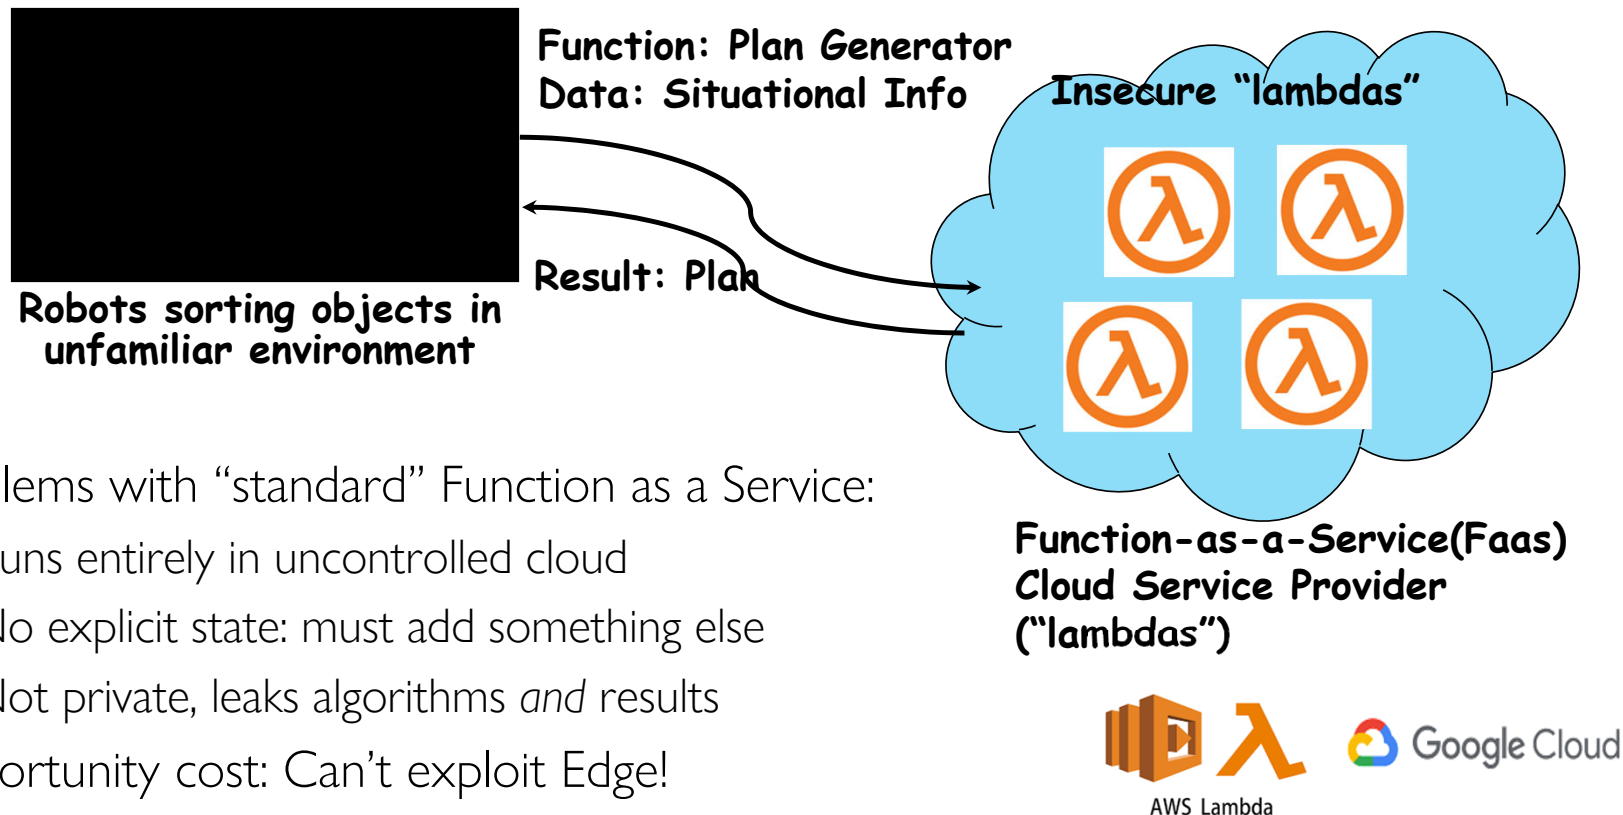 Function: Plan Generator
Data: Situational Info
Insecure “lambdas”
Result: Plan
Robots sorting objects in
unfamiliar environment
lems with “standard” Function as a Service:
uns entirely in uncontrolled cloud
No explicit state: must add something else
Not private, leaks algorithms and results
ortunity cost: Can’t exploit Edge!
Function-as-a-Service(Faas)
Cloud Service Provider
(“lambdas”)
AWS Lambda
Google Cloud